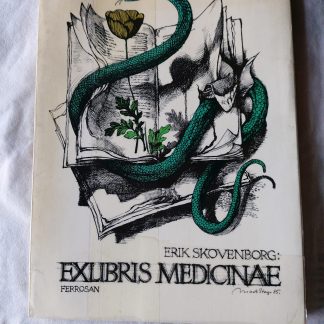 ERIK SKOVENBORG:
EXLIBRIS MEDICINAE
FERROSAN